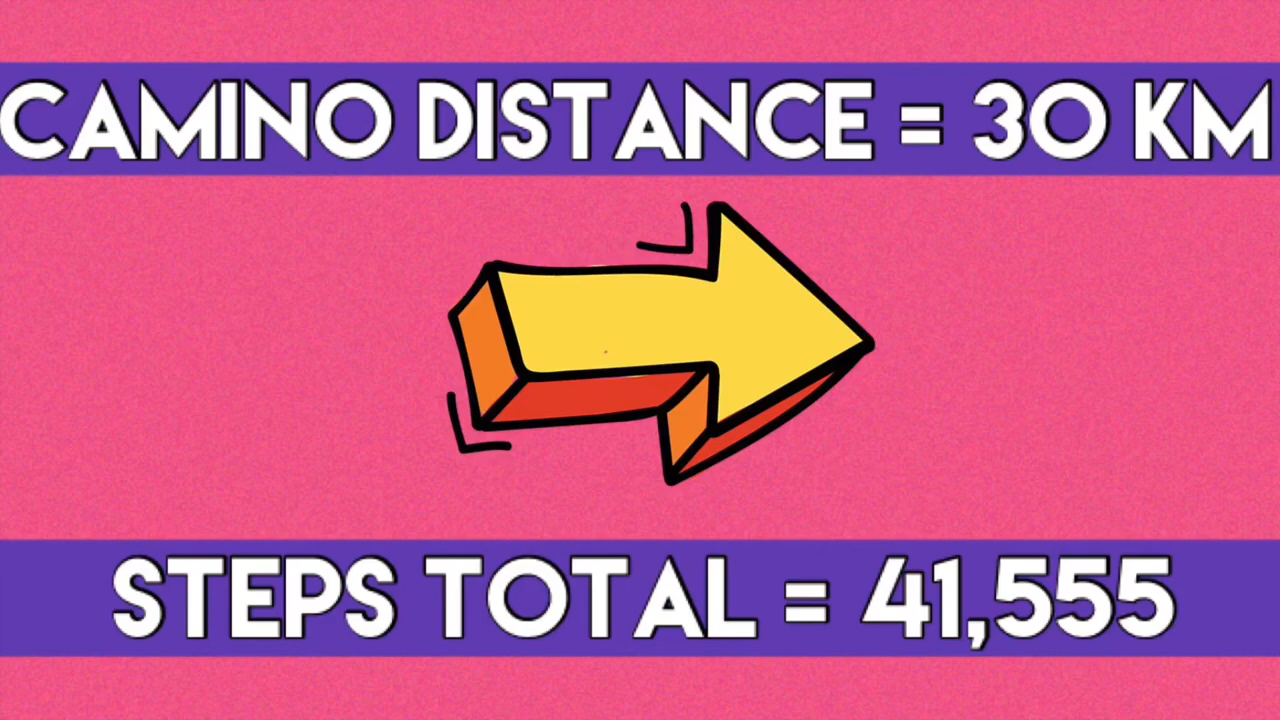 CAMINO DISTANCE = 30 KM
STEPS TOTAL = 41,555